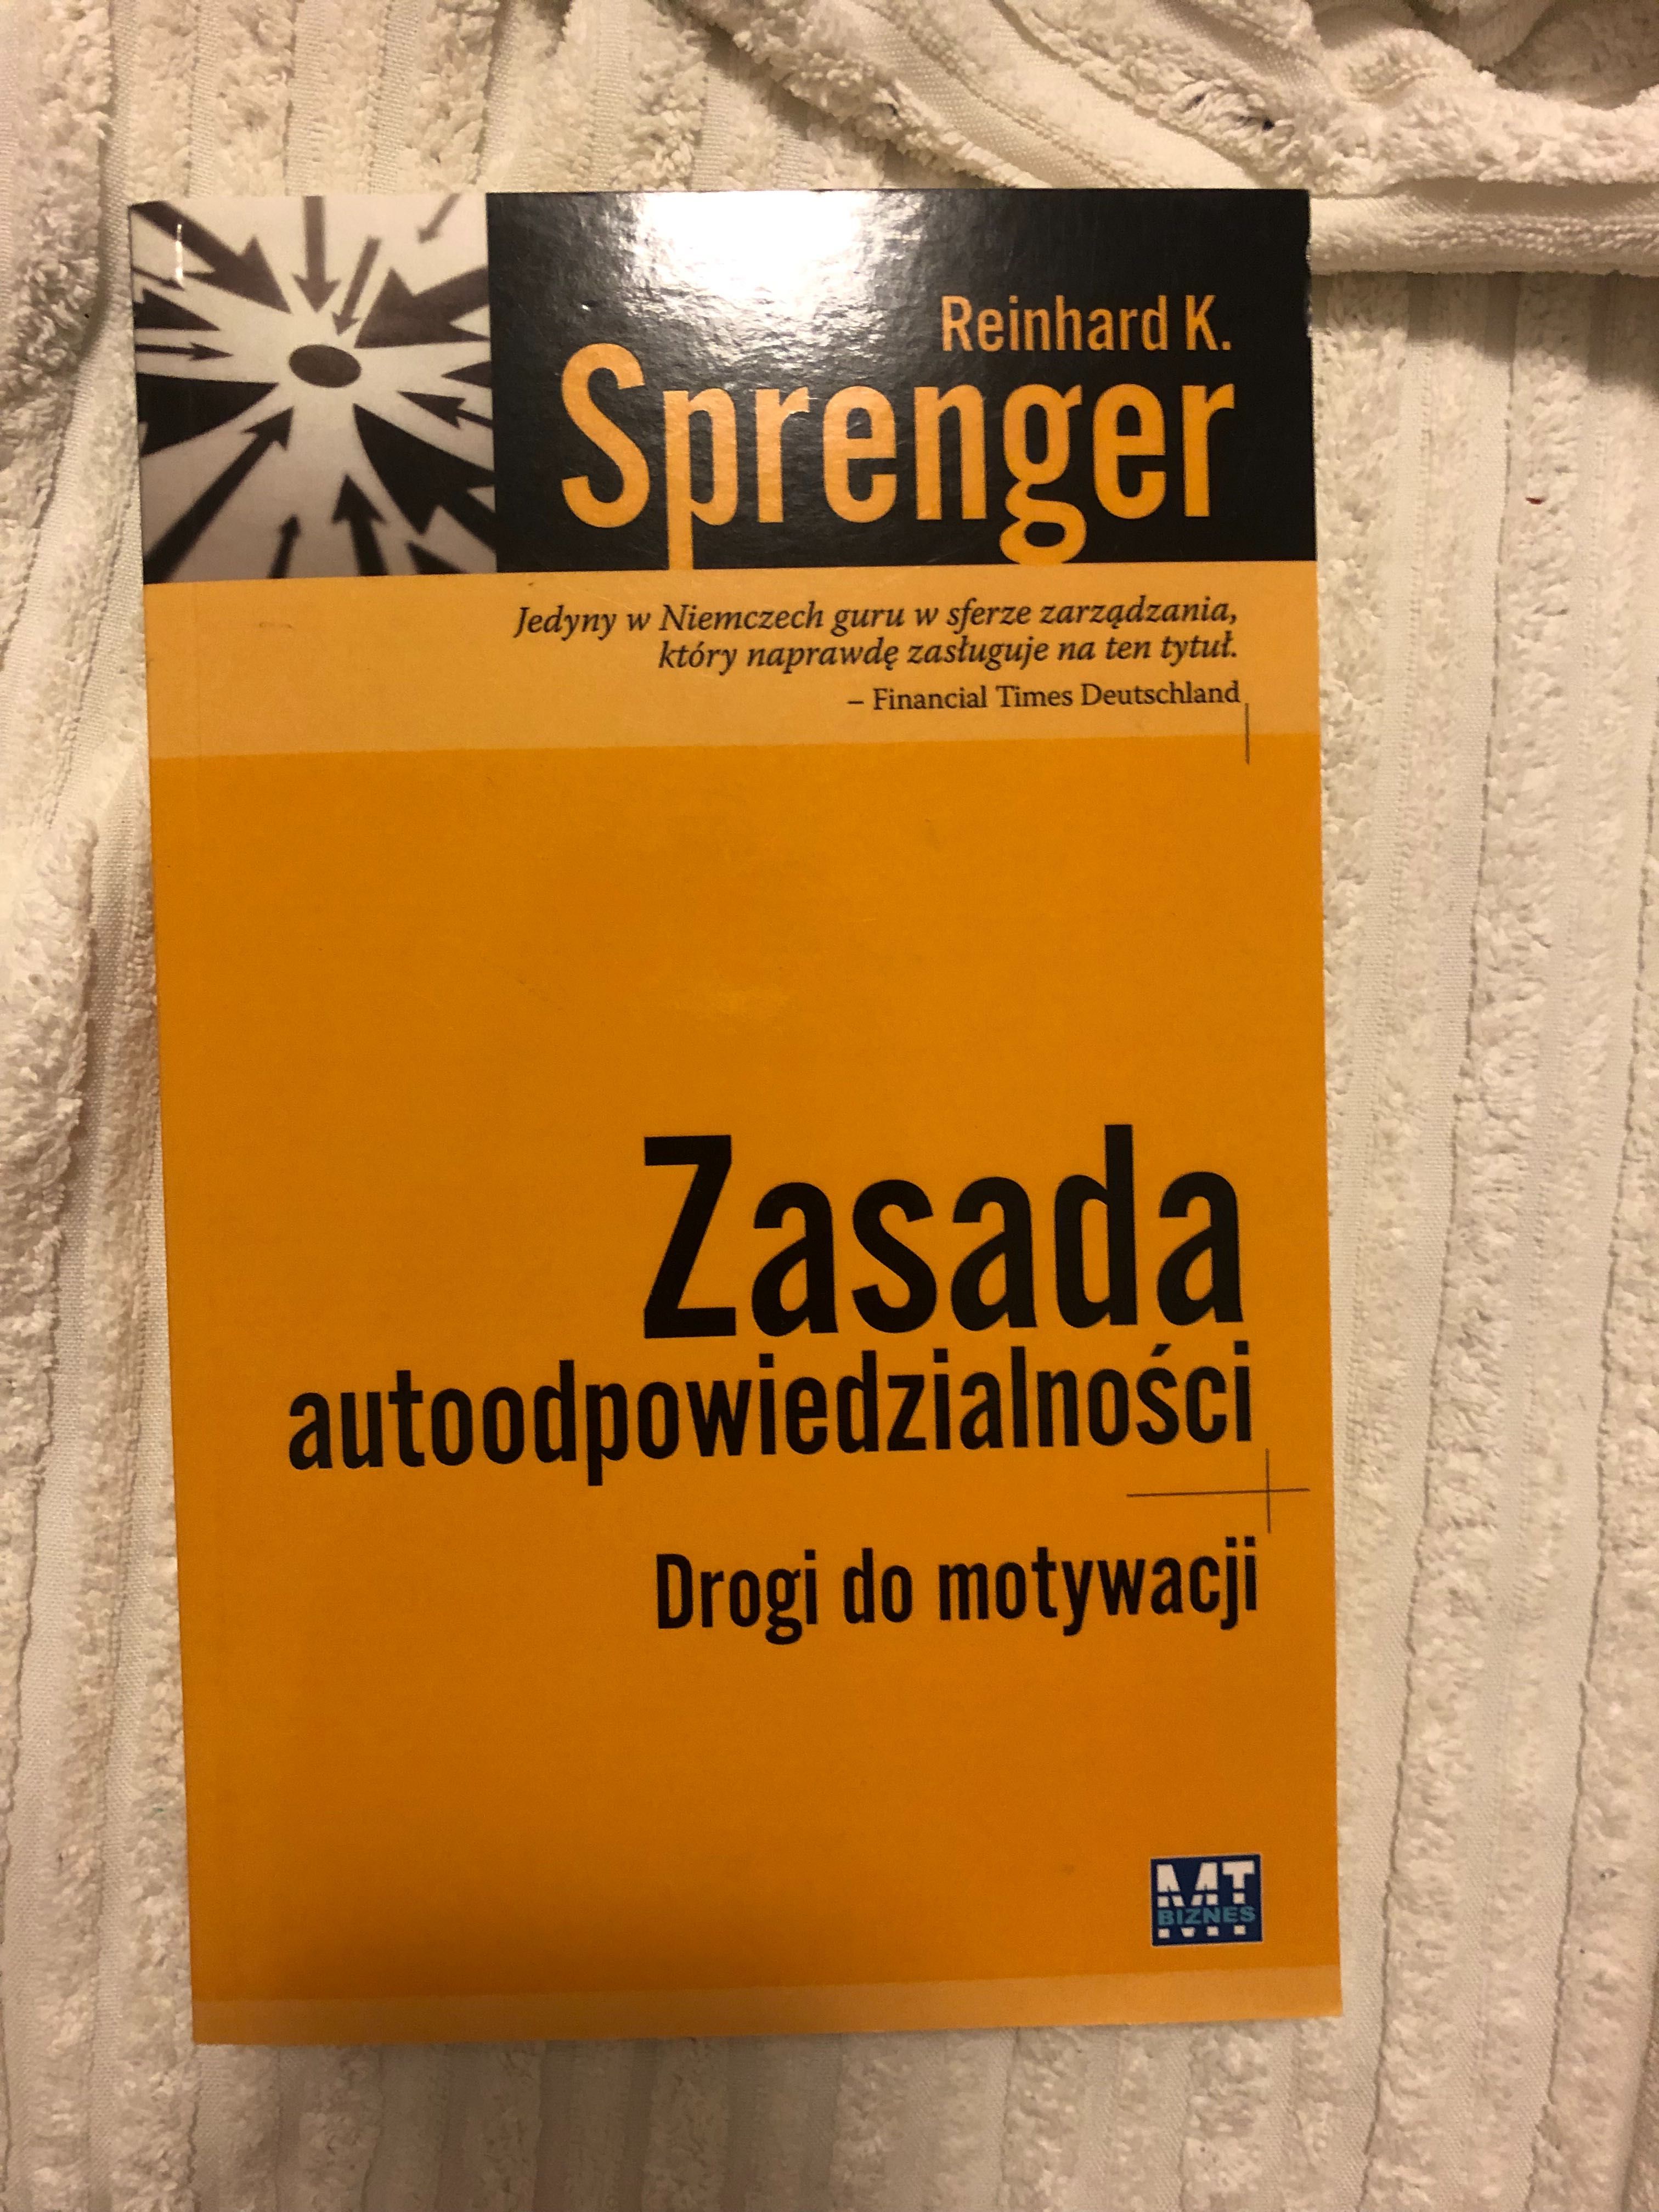 Reinhard K.
Sprenger
Jedyny w Niemczech guru w sferze zarządzania,
który naprawdę zasługuje na ten tytuł.
– Financial Times Deutschland
Zasada
autoodpowiedzialności
Drogi do motywacji
MT
BIZNES